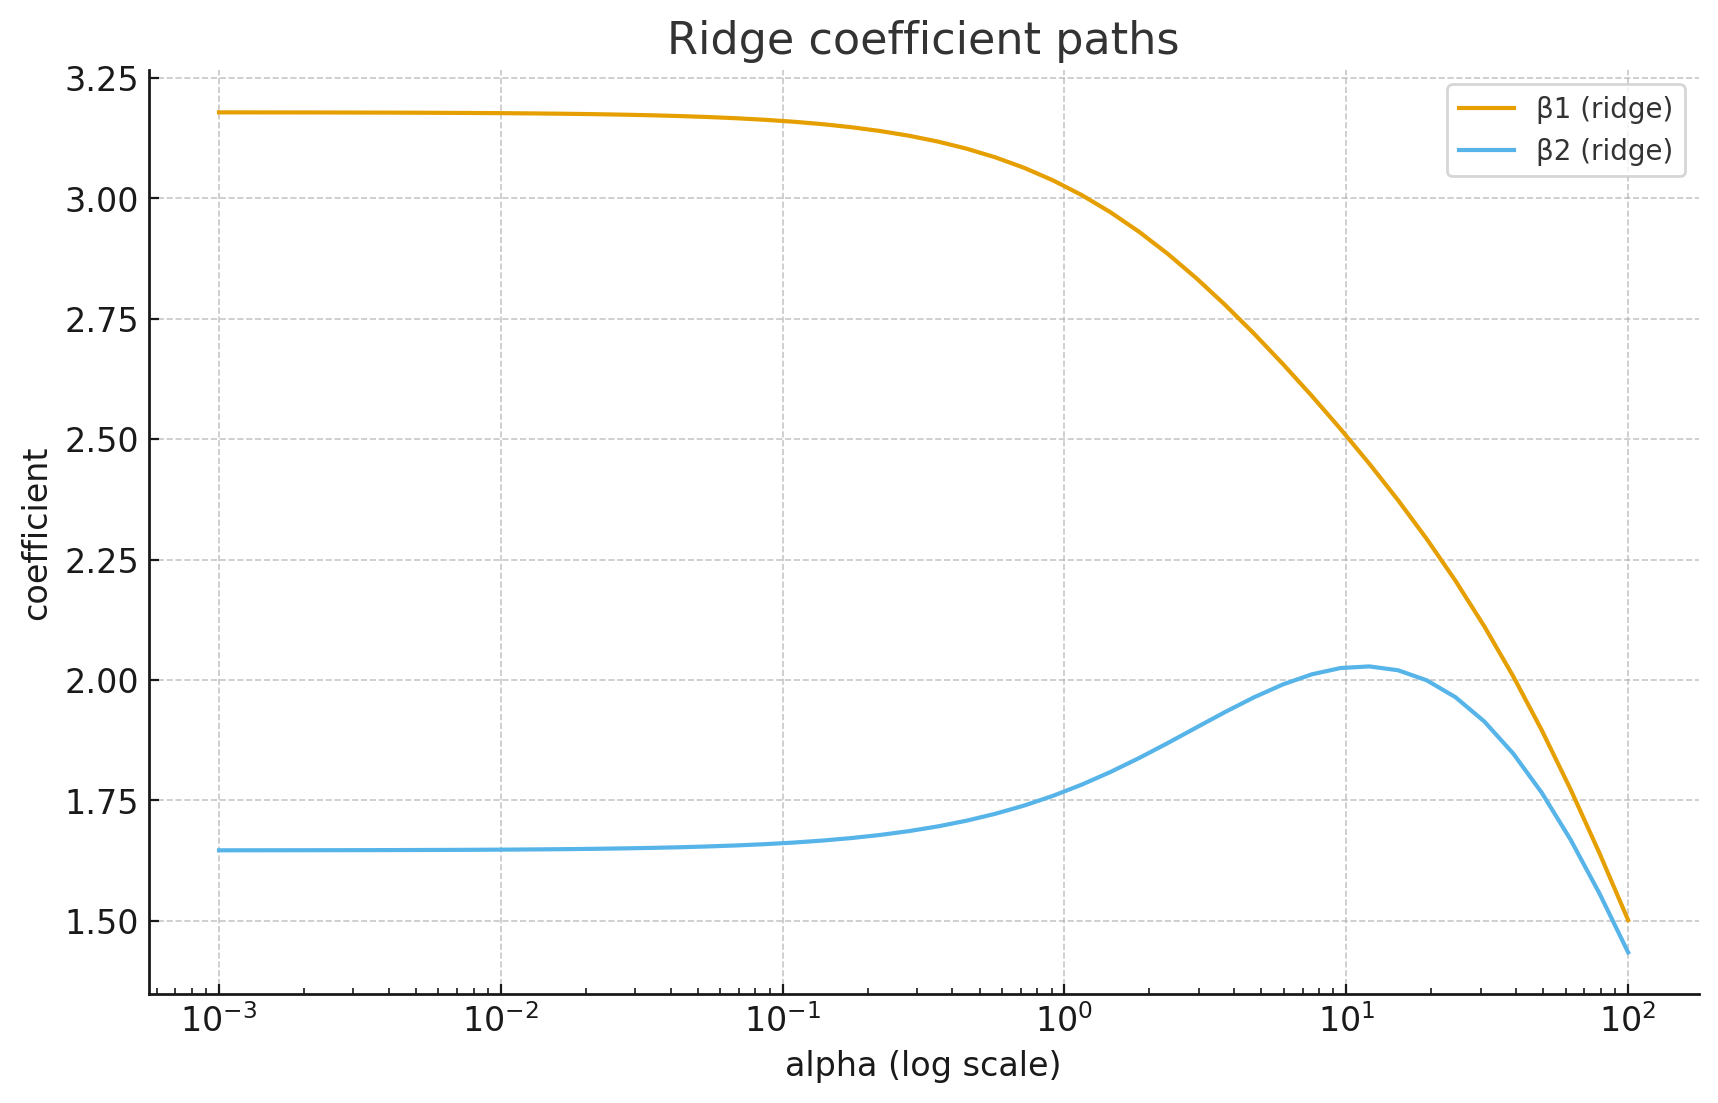 Ridge coefficient paths
β1 (ridge)
β2 (ridge)
3.25
3.00
2.75
2.50
2.25
2.00
1.75
1.50
coefficient
10⁻³ 10⁻² 10⁻¹ 10⁰ 10¹ 10²
alpha (log scale)